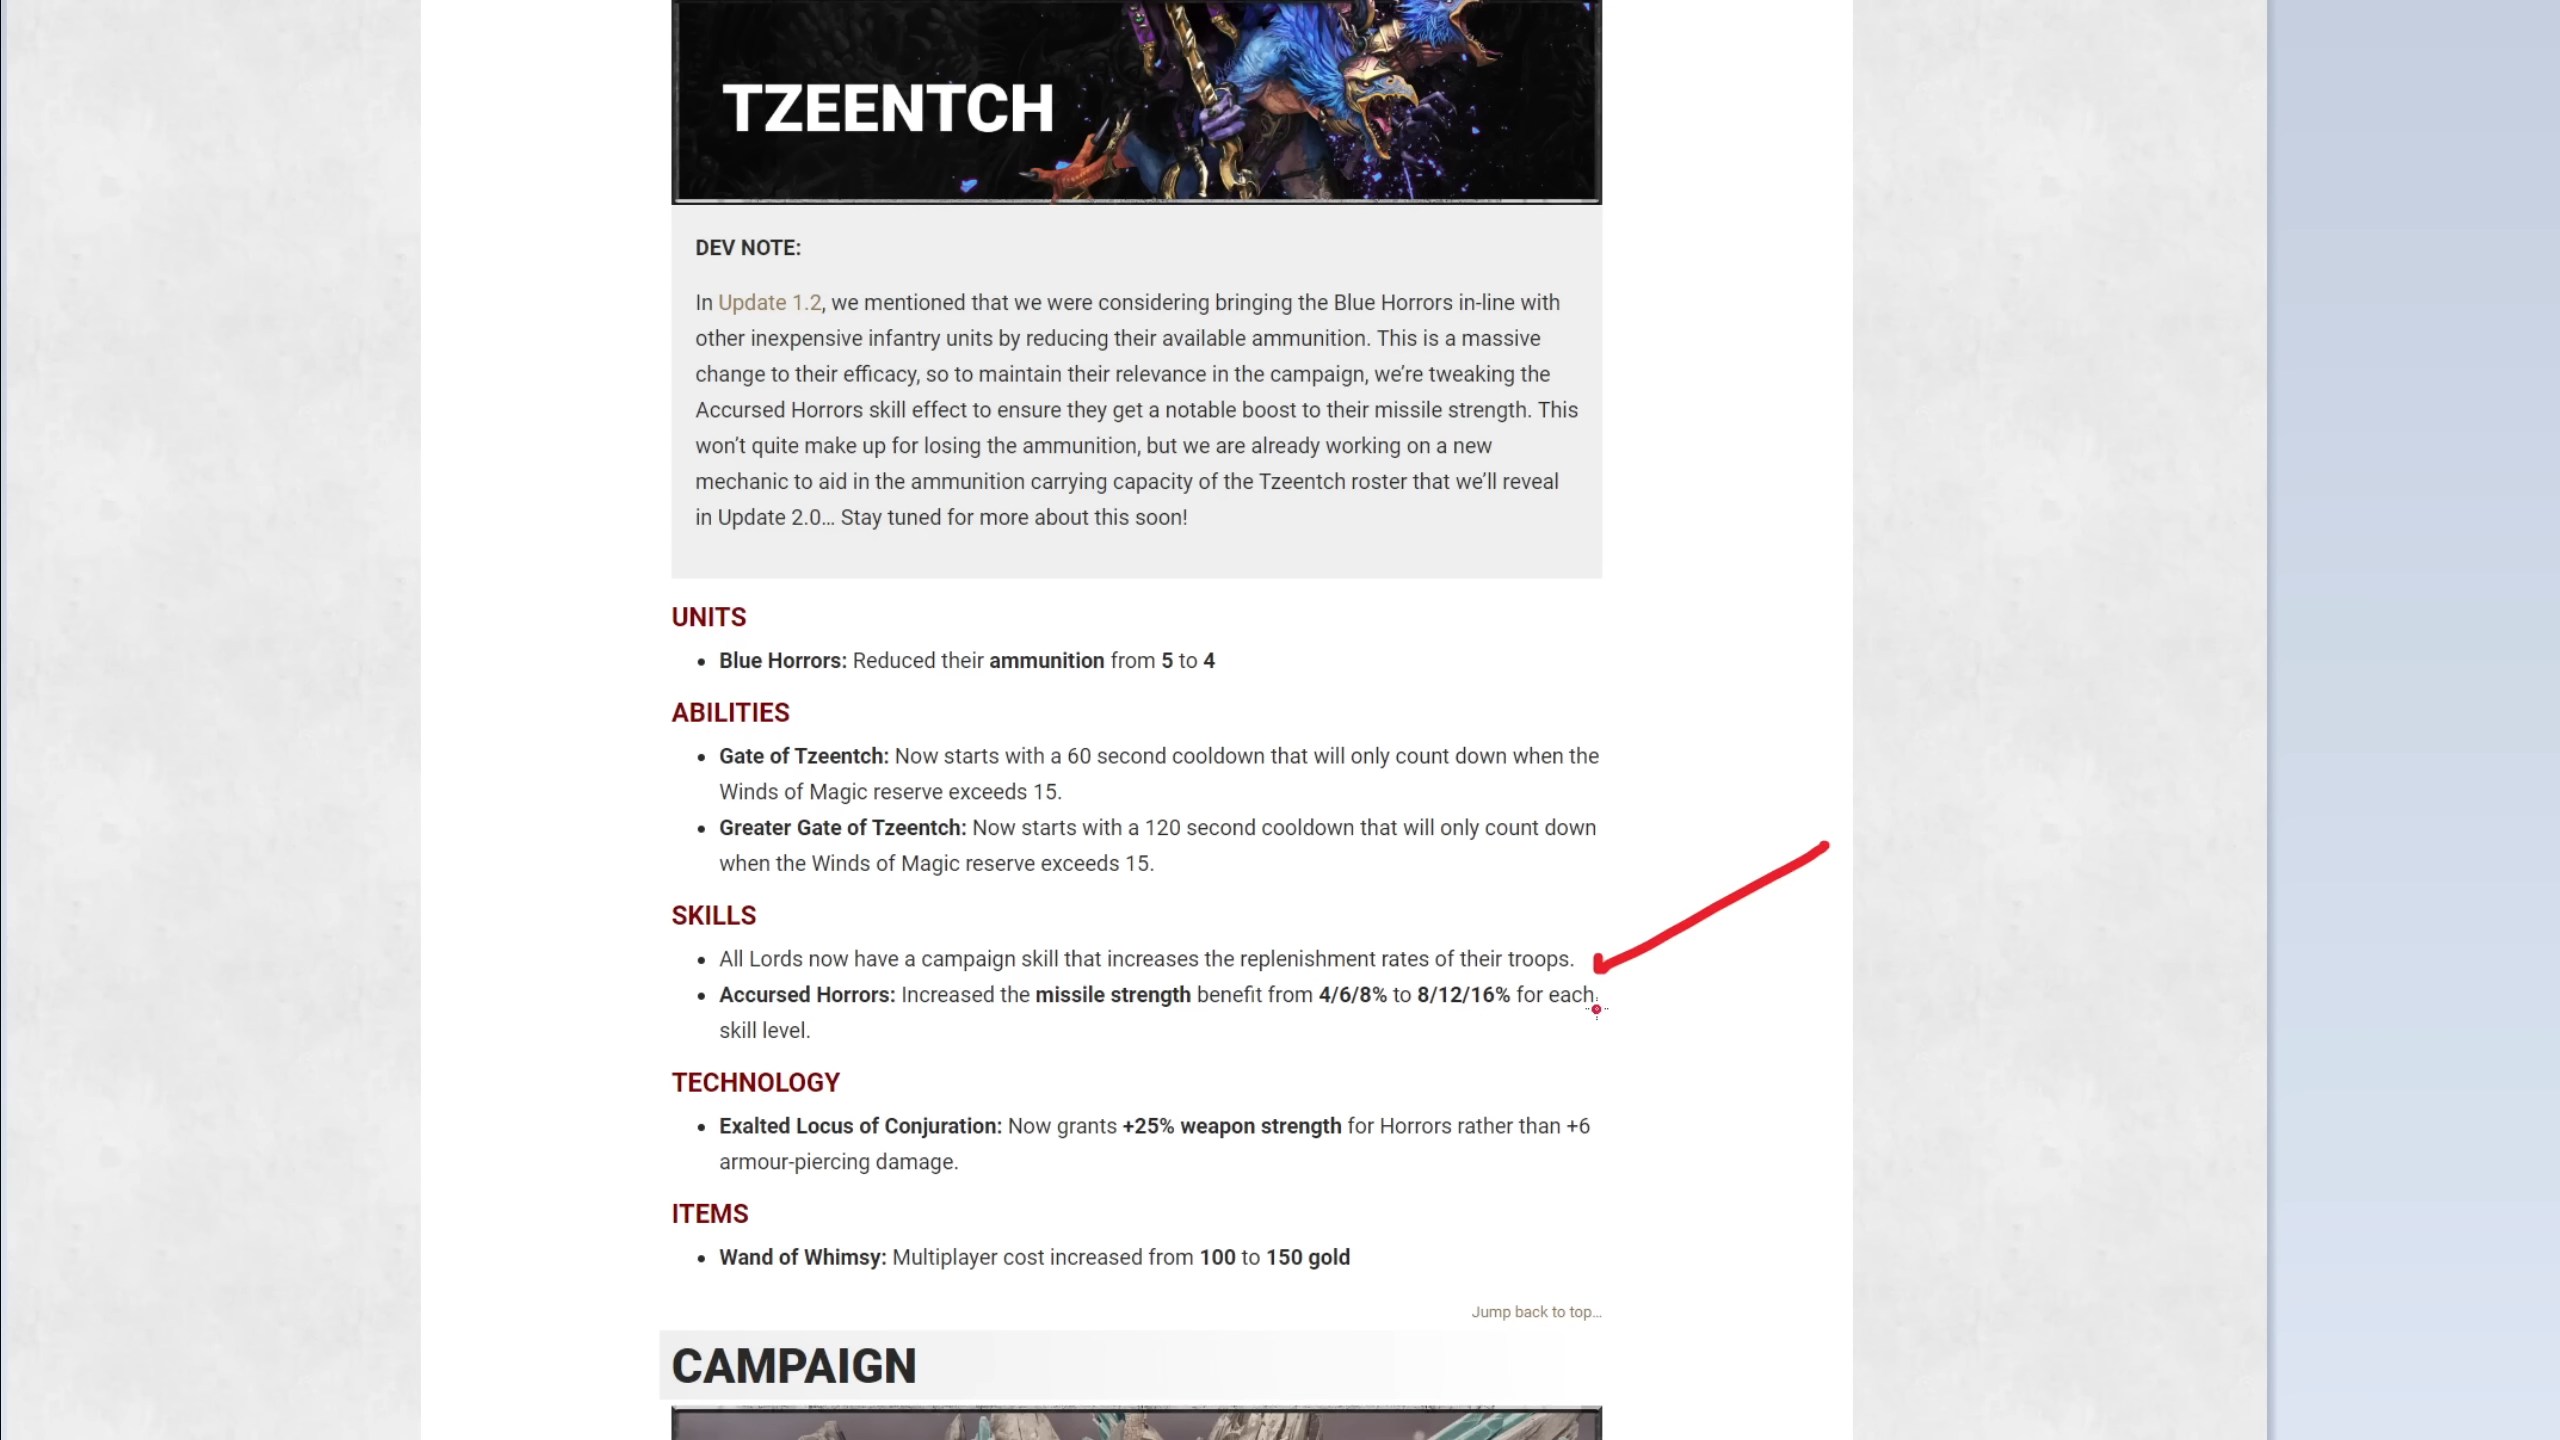 TZEENTCH
DEV NOTE:
In Update 1.2, we mentioned that we were considering bringing the Blue Horrors in-line with
other inexpensive infantry units by reducing their available ammunition. This is a massive
change to their efficacy, so to maintain their relevance in the campaign, we’re tweaking the
Accursed Horrors skill effect to ensure they get a notable boost to their missile strength. This
won’t quite make up for losing the ammunition, but we are already working on a new
mechanic to aid in the ammunition carrying capacity of the Tzeentch roster that we’ll reveal
in Update 2.0… Stay tuned for more about this soon!
UNITS
• Blue Horrors: Reduced their ammunition from 5 to 4
ABILITIES
• Gate of Tzeentch: Now starts with a 60 second cooldown that will only count down when the
Winds of Magic reserve exceeds 15.
• Greater Gate of Tzeentch: Now starts with a 120 second cooldown that will only count down
when the Winds of Magic reserve exceeds 15.
SKILLS
• All Lords now have a campaign skill that increases the replenishment rates of their troops.
• Accursed Horrors: Increased the missile strength benefit from 4/6/8% to 8/12/16% for each
skill level.
TECHNOLOGY
• Exalted Locus of Conjuration: Now grants +25% weapon strength for Horrors rather than +6
armour-piercing damage.
ITEMS
• Wand of Whimsy: Multiplayer cost increased from 100 to 150 gold
Jump back to top…
CAMPAIGN